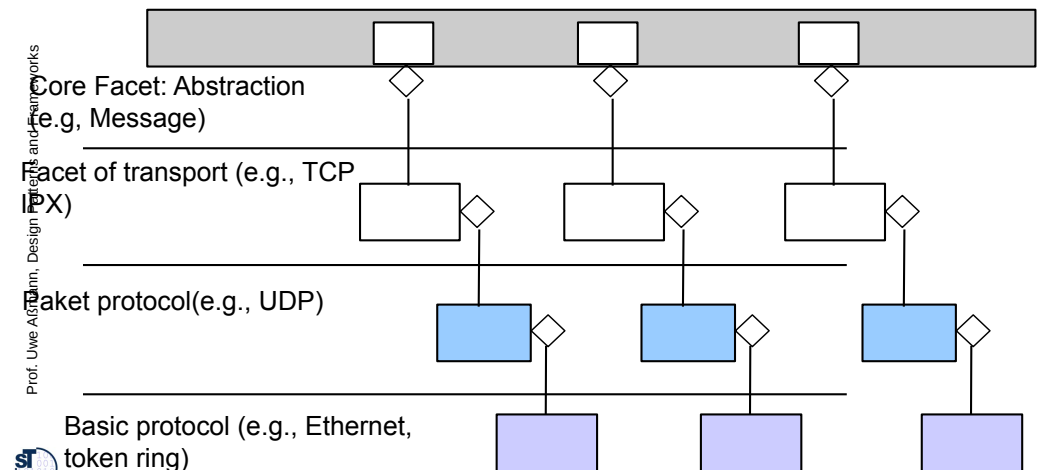 Core Facet: Abstraction
(e.g, Message)
Facet of transport (e.g., TCP
IPX)
Paket protocol(e.g., UDP)
Basic protocol (e.g., Ethernet,
token ring)
Prof. Uwe Aßmann, Design Patterns and Frameworks
sT